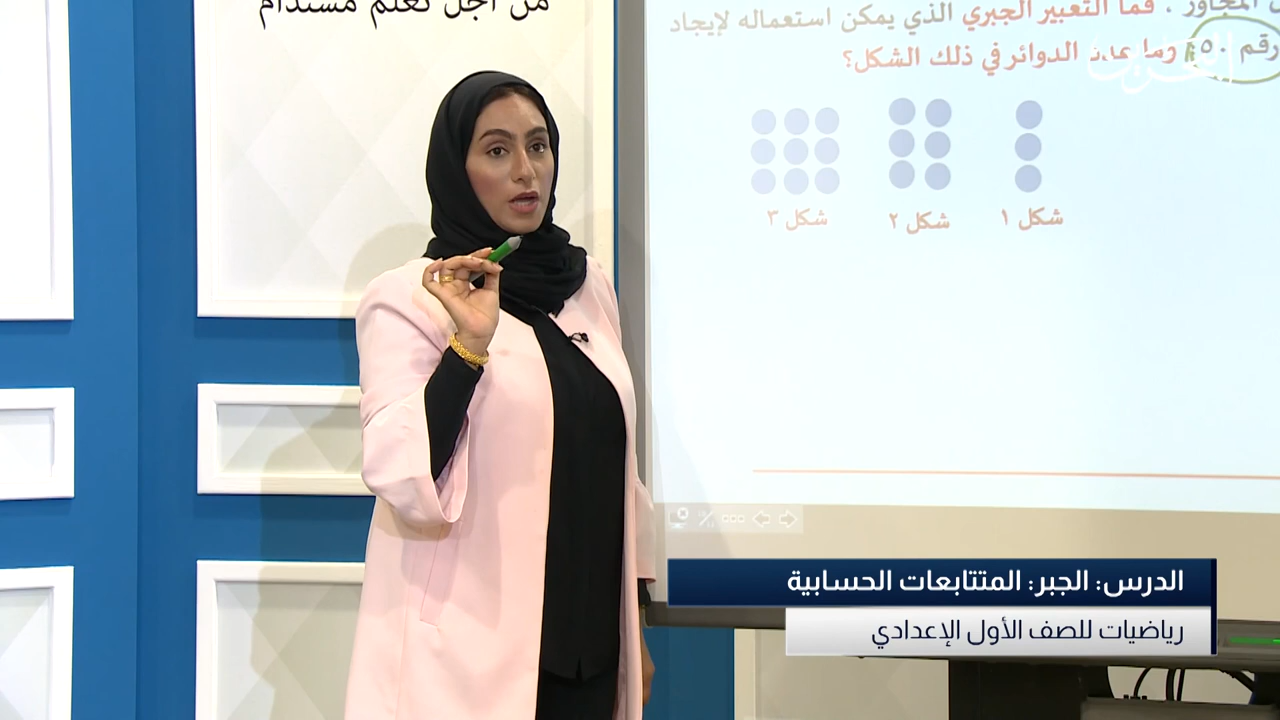 من أجل تعلم مستدام
المجاور ، فما التعبير الجبري الذي يمكن استعماله لإيجاد
رقم ٥٠؟ وما عدد الدوائر في ذلك الشكل؟
شكل ١
شكل ٢
شكل ٣
الدرس: الجبر: المتتابعات الحسابية
رياضيات للصف الأول الإعدادي
البحرين